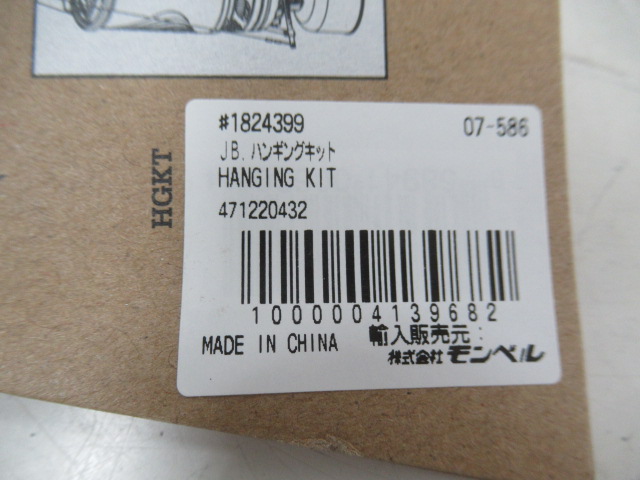 #1824399 07-586
JB. ハンギングキット
HANGING KIT
471220432
1000004139682
MADE IN CHINA 輸入販売元:
株式会社 モンベル
HGKT